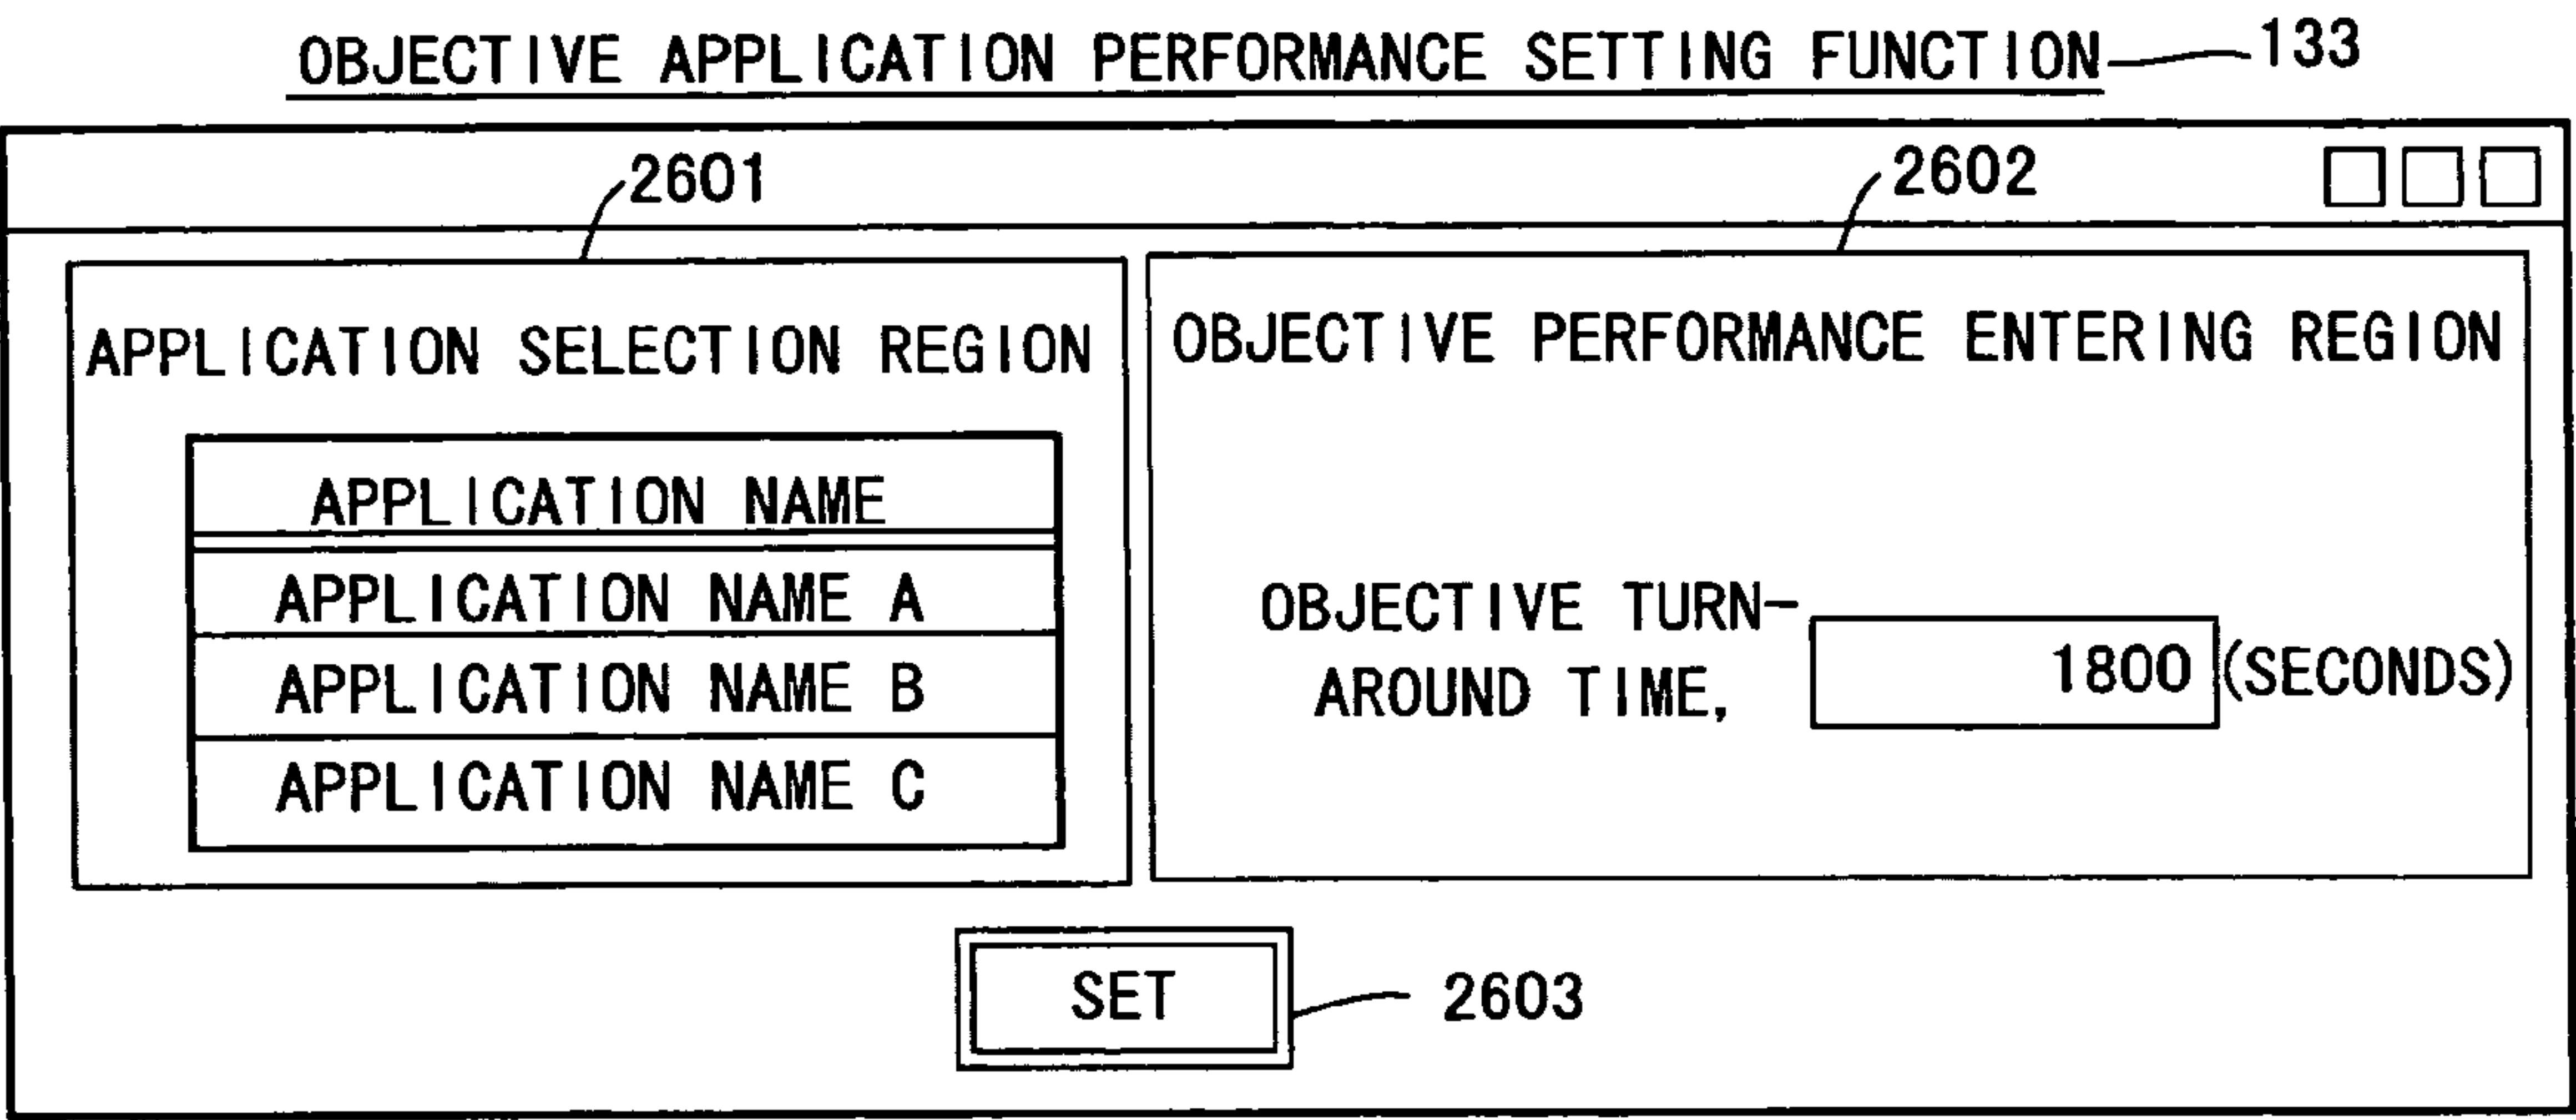 OBJECTIVE APPLICATION PERFORMANCE SETTING FUNCTION 133
2601
2602
APPLICATION SELECTION REGION
APPLICATION NAME
APPLICATION NAME A
APPLICATION NAME B
APPLICATION NAME C
OBJECTIVE PERFORMANCE ENTERING REGION
OBJECTIVE TURN-
AROUND TIME,
1800 (SECONDS)
SET
2603